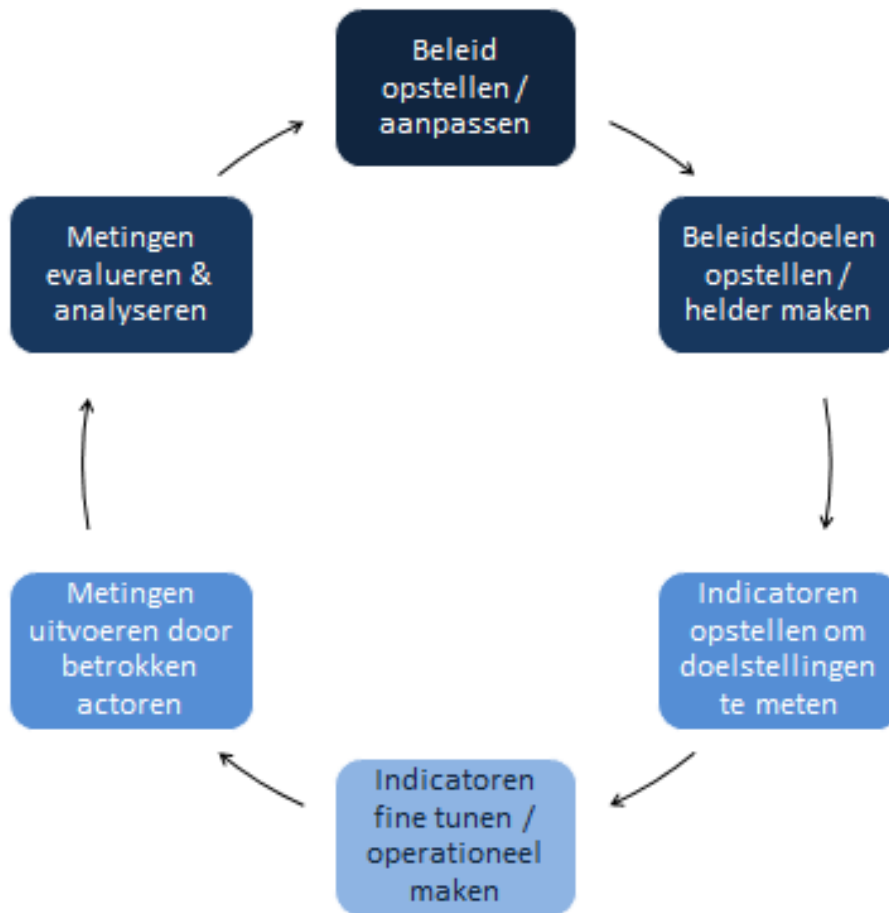 Beleid
opstellen /
aanpassen
Beleidsdoelen
opstellen /
helder maken
Indicatoren
opstellen om
doelstellingen
te meten
Indicatoren
fine tunen /
operationeel
maken
Metingen
uitvoeren door
betrokken
actoren
Metingen
evalueren &
analyseren